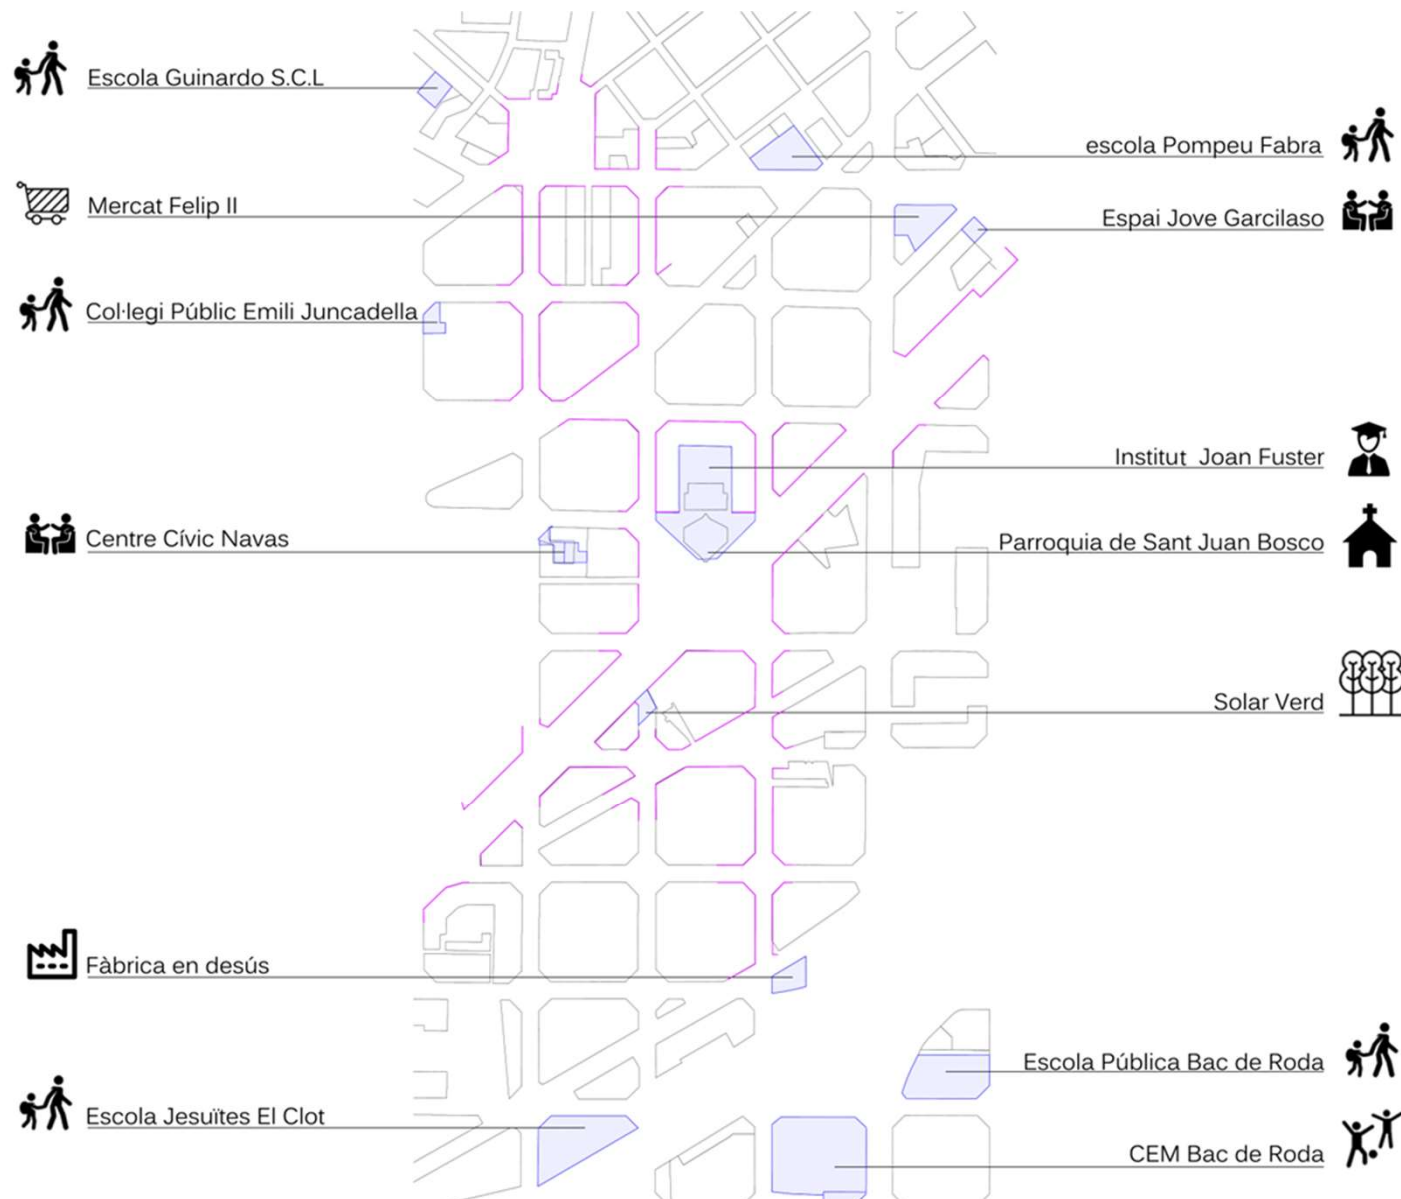 Escola Guinardo S.C.L
escola Pompeu Fabra
Mercat Felip II
Espai Jove Garcilaso
Col·legi Públic Emili Juncadella
Institut Joan Fuster
Centre Cívic Navas
Parroquia de Sant Juan Bosco
Solar Verd
Fàbrica en desús
Escola Pública Bac de Roda
Escola Jesuïtes El Clot
CEM Bac de Roda